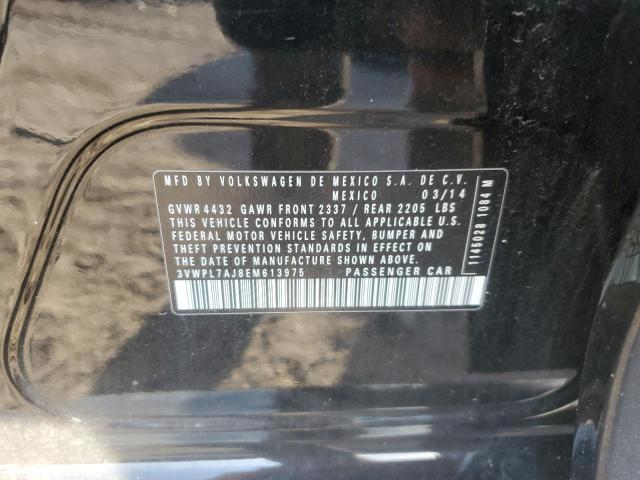 MFD BY VOLKSWAGEN DE MEXICO S.A. DE C.V.
MEXICO 03/14
GVWR 4432 GAWR FRONT 2337 / REAR 2205 LBS
THIS VEHICLE CONFORMS TO ALL APPLICABLE U.S.
FEDERAL MOTOR VEHICLE SAFETY, BUMPER AND
THEFT PREVENTION STANDARDS IN EFFECT ON
THE DATE OF MANUFACTURE SHOWN ABOVE.
3VWPL7AJ8EM613975 PASSENGER CAR
1145028 1084 M